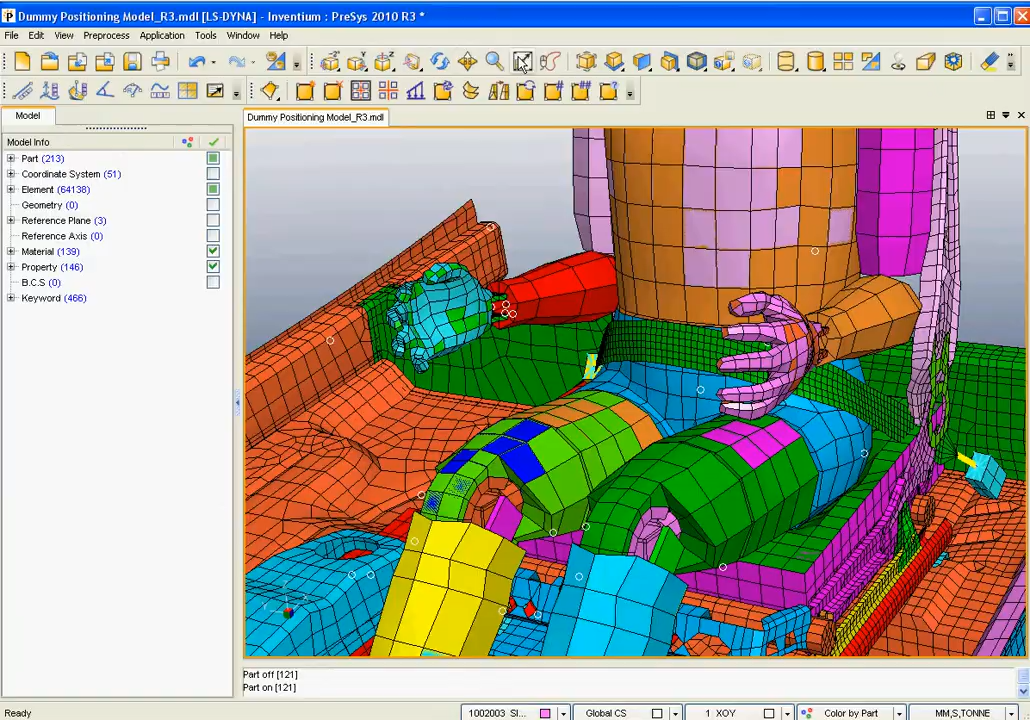 Dummy Positioning Model_R3.mdl [LS-DYNA] - Inventium : PreSys 2010 R3 *
File Edit View Preprocess Application Tools Window Help
Model
Dummy Positioning Model_R3.mdl
Model Info
Part (213)
Coordinate System (51)
Element (64138)
Geometry (0)
Reference Plane (3)
Reference Axis (0)
Material (139)
Property (146)
B.C.S (0)
Keyword (466)
Part off [121]
Part on [121]
Ready
1002003 Sl... Global CS 1 XOY Color by Part MM,S,TONNE